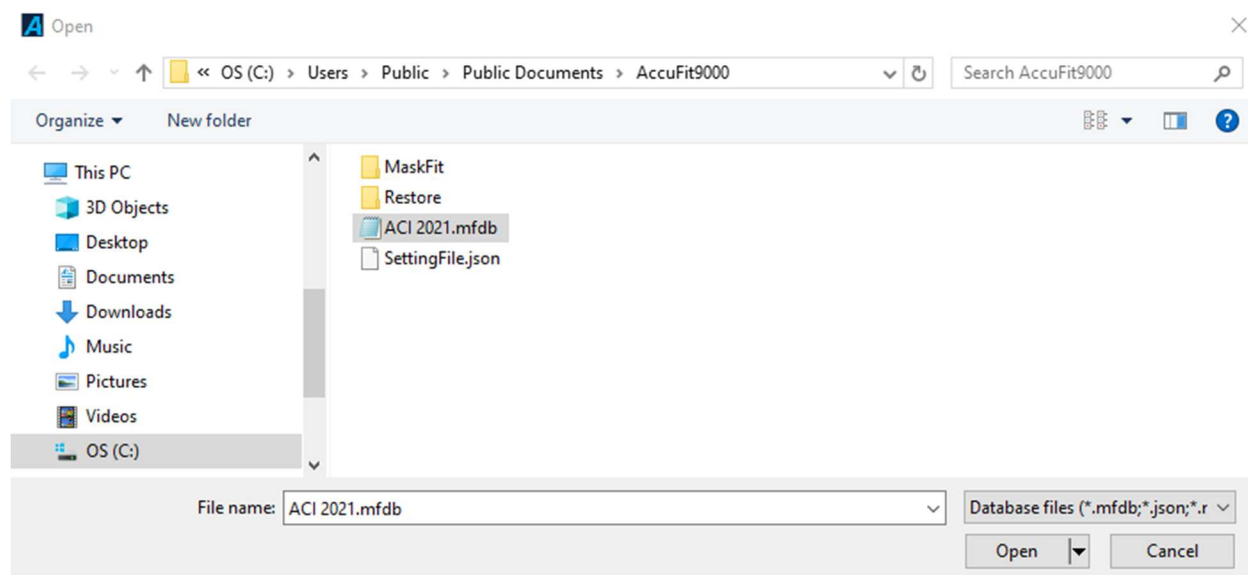 Open
« OS (C:) › Users › Public › Public Documents › AccuFit9000
Search AccuFit9000
Organize
New folder
This PC
3D Objects
Desktop
Documents
Downloads
Music
Pictures
Videos
OS (C:)
MaskFit
Restore
ACI 2021.mfdb
SettingFile.json
File name: ACI 2021.mfdb
Database files (*.mfdb;*.json;*.r
Open
Cancel